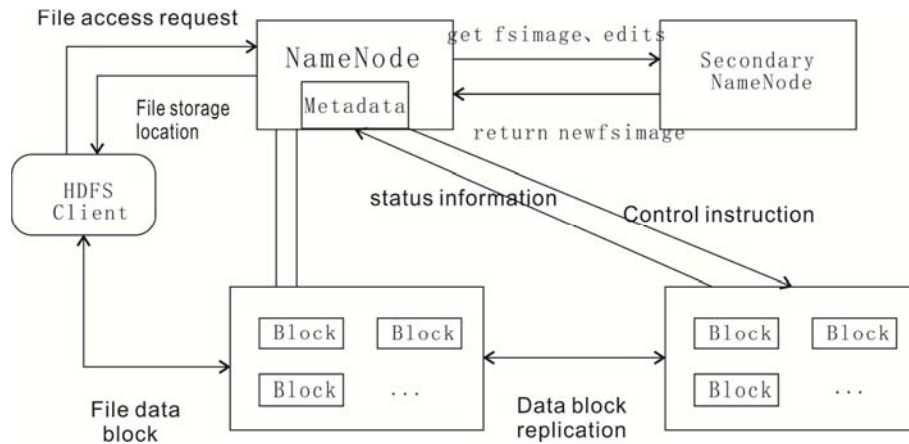 File access request
NameNode
Metadata
get fsimage、edits
Secondary
NameNode
return newfsimage
File storage
location
HDFS
Client
status information
Control instruction
Block
Block
Block
...
Block
Block
Block
...
File data
block
Data block
replication